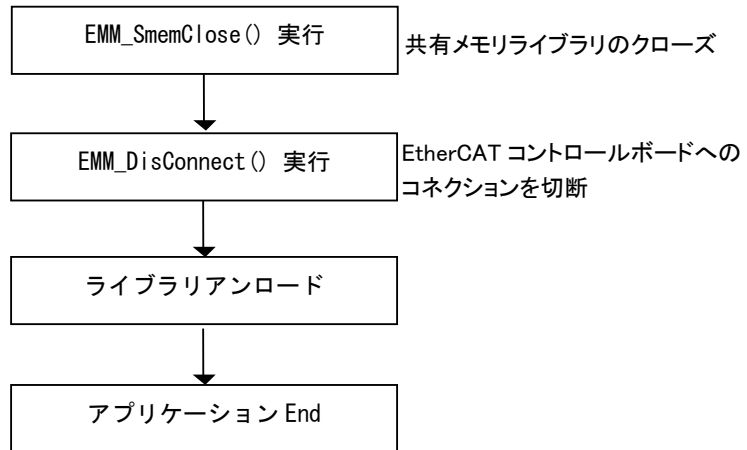 EMM_SmemClose() 実行
共有メモリライブラリのクローズ
EMM_DisConnect() 実行
EtherCAT コントロールボードへの
コネクションを切断
ライブラリアンロード
アプリケーション End